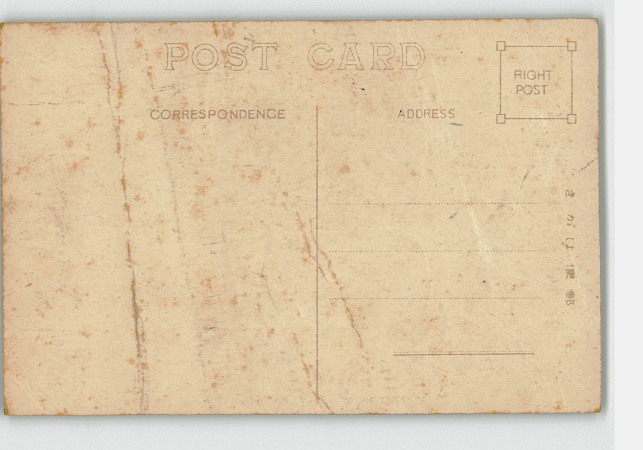 POST CARD
RIGHT
POST
CORRESPONDENCE
ADDRESS
きがは便郵